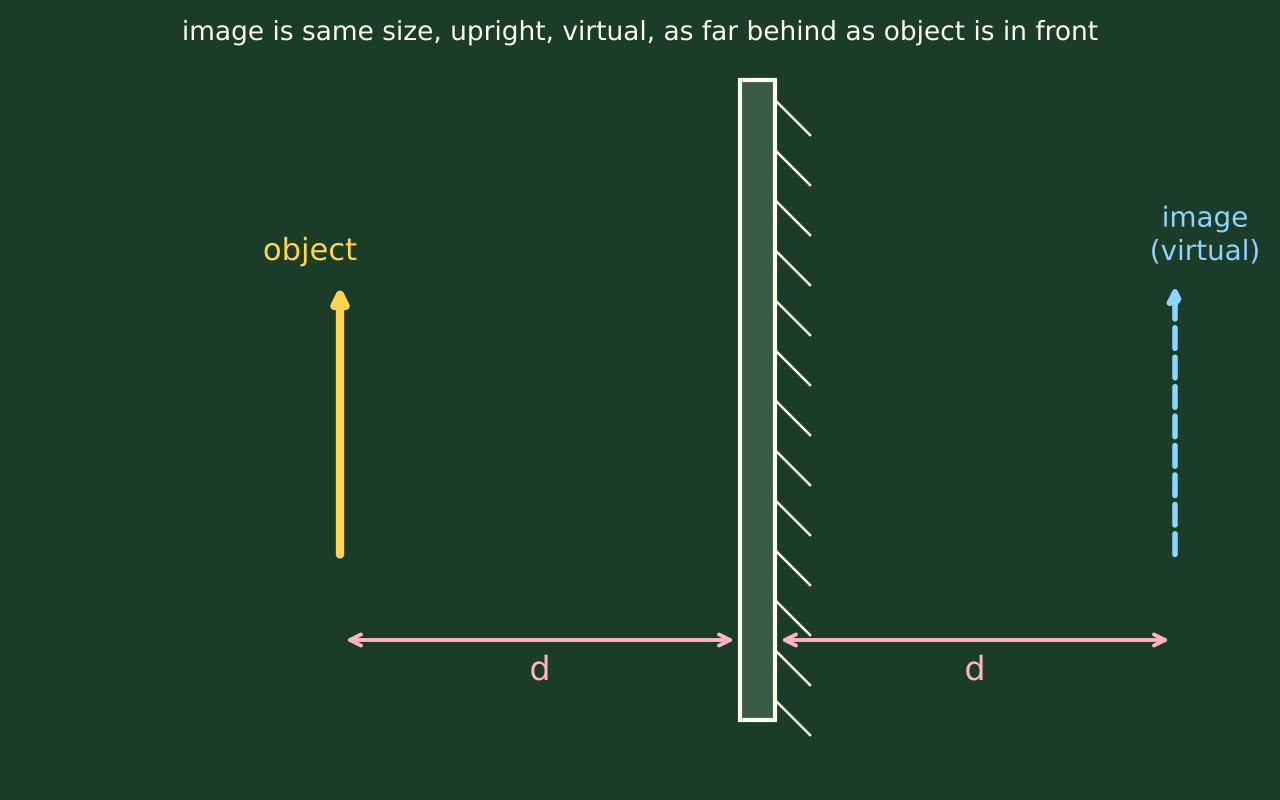 image is same size, upright, virtual, as far behind as object is in front
image
(virtual)
object
d
d